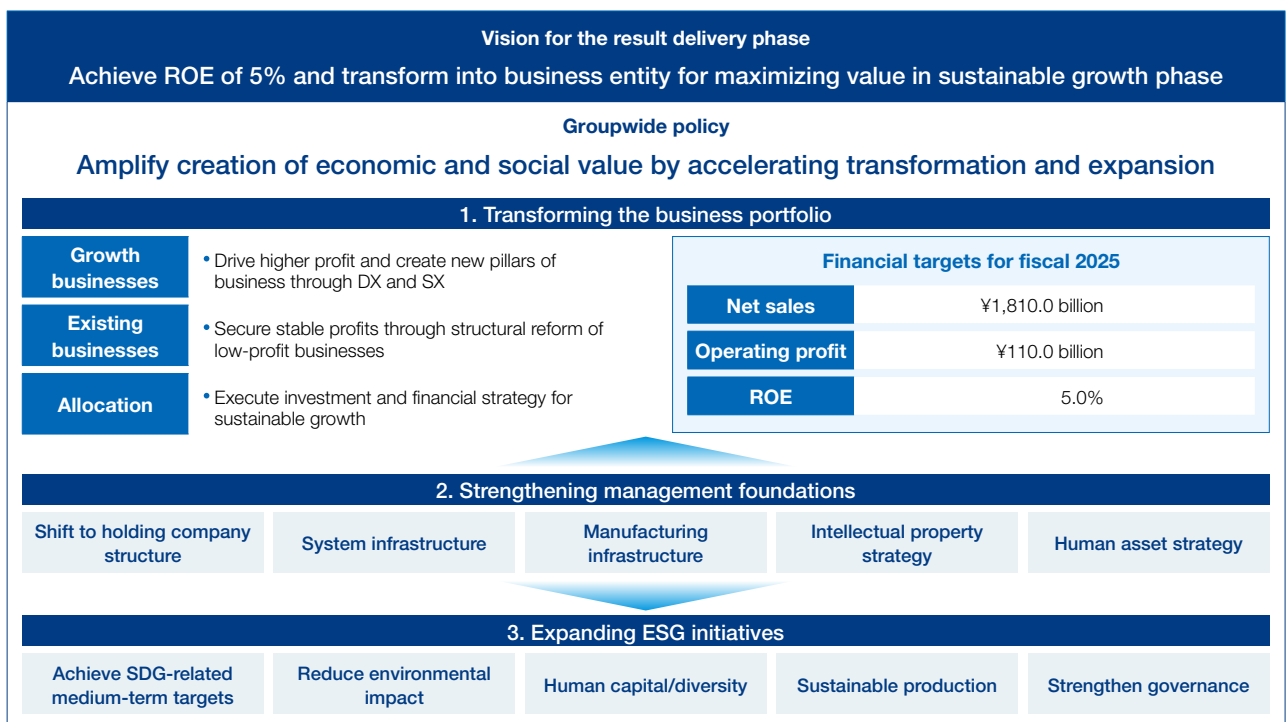 Vision for the result delivery phase
Achieve ROE of 5% and transform into business entity for maximizing value in sustainable growth phase
Groupwide policy
Amplify creation of economic and social value by accelerating transformation and expansion
1. Transforming the business portfolio
Growth
businesses
• Drive higher profit and create new pillars of
business through DX and SX
Existing
businesses
• Secure stable profits through structural reform of
low-profit businesses
Allocation
• Execute investment and financial strategy for
sustainable growth
Financial targets for fiscal 2025
Net sales ¥1,810.0 billion
Operating profit ¥110.0 billion
ROE 5.0%
2. Strengthening management foundations
Shift to holding company
structure
System infrastructure
Manufacturing
infrastructure
Intellectual property
strategy
Human asset strategy
3. Expanding ESG initiatives
Achieve SDG-related
medium-term targets
Reduce environmental
impact
Human capital/diversity
Sustainable production
Strengthen governance